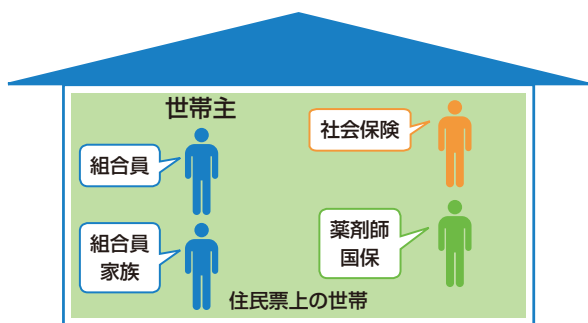 世帯主
組合員
社会保険
組合員
家族
薬剤師
国保
住民票上の世帯